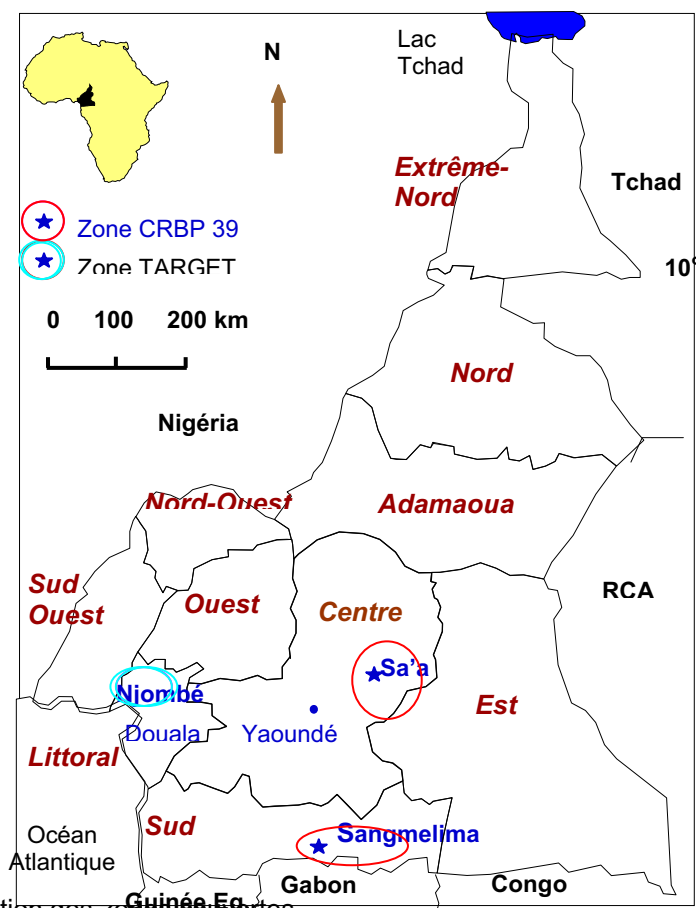 Lac
Tchad
N
Extrême-
Nord
Tchad
Zone CRBP 39
Zone TARGET
10°
0 100 200 km
Nord
Nigéria
Nord-Ouest
Adamaoua
Sud
Ouest
Ouest
Centre
RCA
Sa'a
Njombé
Est
Douala
Yaoundé
Littoral
Sud
Sangmelima
Océan
Atlantique
Gabon
Congo
Guinée Eq